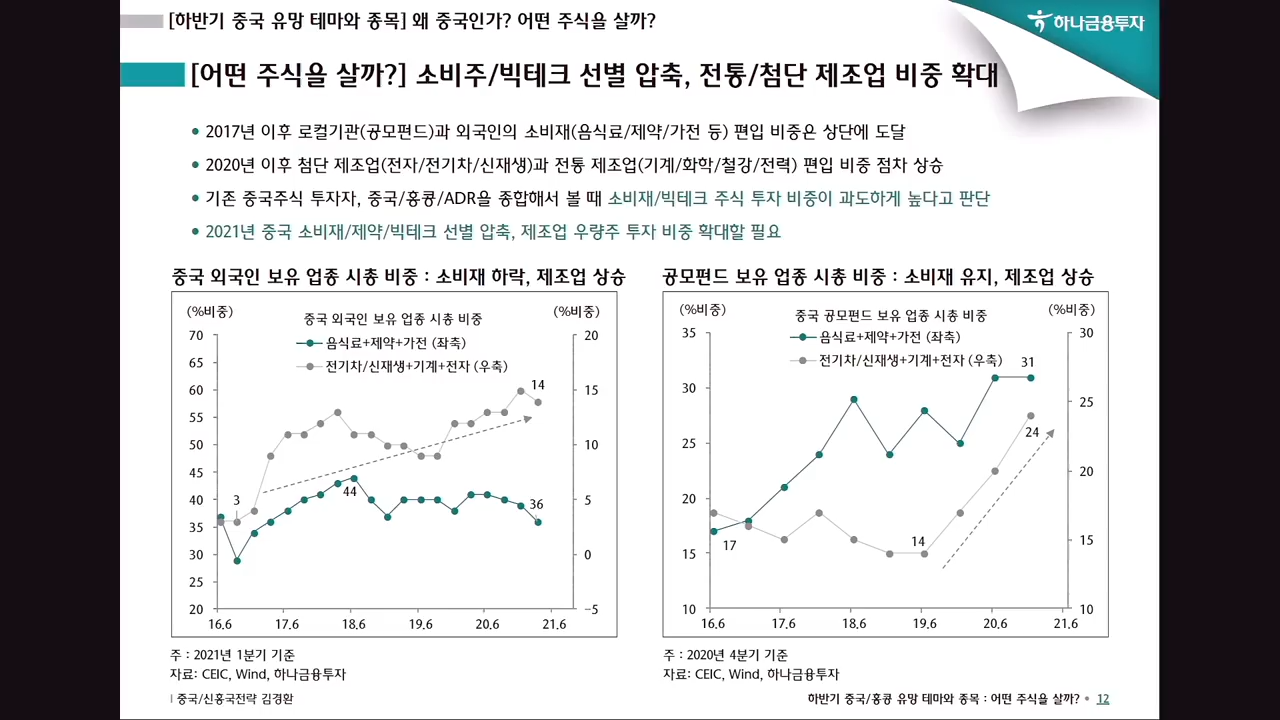 [하반기 중국 유망 테마와 종목] 왜 중국인가? 어떤 주식을 살까?
하나금융투자
[어떤 주식을 살까?] 소비주/빅테크 선별 압축, 전통/첨단 제조업 비중 확대
• 2017년 이후 로컬기관(공모펀드)과 외국인의 소비재(음식료/제약/가전 등) 편입 비중은 상단에 도달
• 2020년 이후 첨단 제조업(전자/전기차/신재생)과 전통 제조업(기계/화학/철강/전력) 편입 비중 점차 상승
• 기존 중국주식 투자자, 중국/홍콩/ADR을 종합해서 볼 때 소비재/빅테크 주식 투자 비중이 과도하게 높다고 판단
• 2021년 중국 소비재/제약/빅테크 선별 압축, 제조업 우량주 투자 비중 확대할 필요
중국 외국인 보유 업종 시총 비중 : 소비재 하락, 제조업 상승
(%비중)
(%비중)
중국 외국인 보유 업종 시총 비중
음식료+제약+가전 (좌축)
전기차/신재생+기계+전자 (우축)
70
65
60
55
50
45
40
35
30
25
20
20
15
10
5
0
-5
3
44
14
36
16.6
17.6
18.6
19.6
20.6
21.6
주 : 2021년 1분기 기준
자료: CEIC, Wind, 하나금융투자
공모펀드 보유 업종 시총 비중 : 소비재 유지, 제조업 상승
(%비중)
(%비중)
중국 공모펀드 보유 업종 시총 비중
음식료+제약+가전 (좌축)
전기차/신재생+기계+전자 (우축)
35
30
25
20
15
10
30
25
20
15
10
17
14
31
24
16.6
17.6
18.6
19.6
20.6
21.6
주 : 2020년 4분기 기준
자료: CEIC, Wind, 하나금융투자
| 중국/신흥국전략 김경환
하반기 중국/홍콩 유망 테마와 종목 : 어떤 주식을 살까? • 12